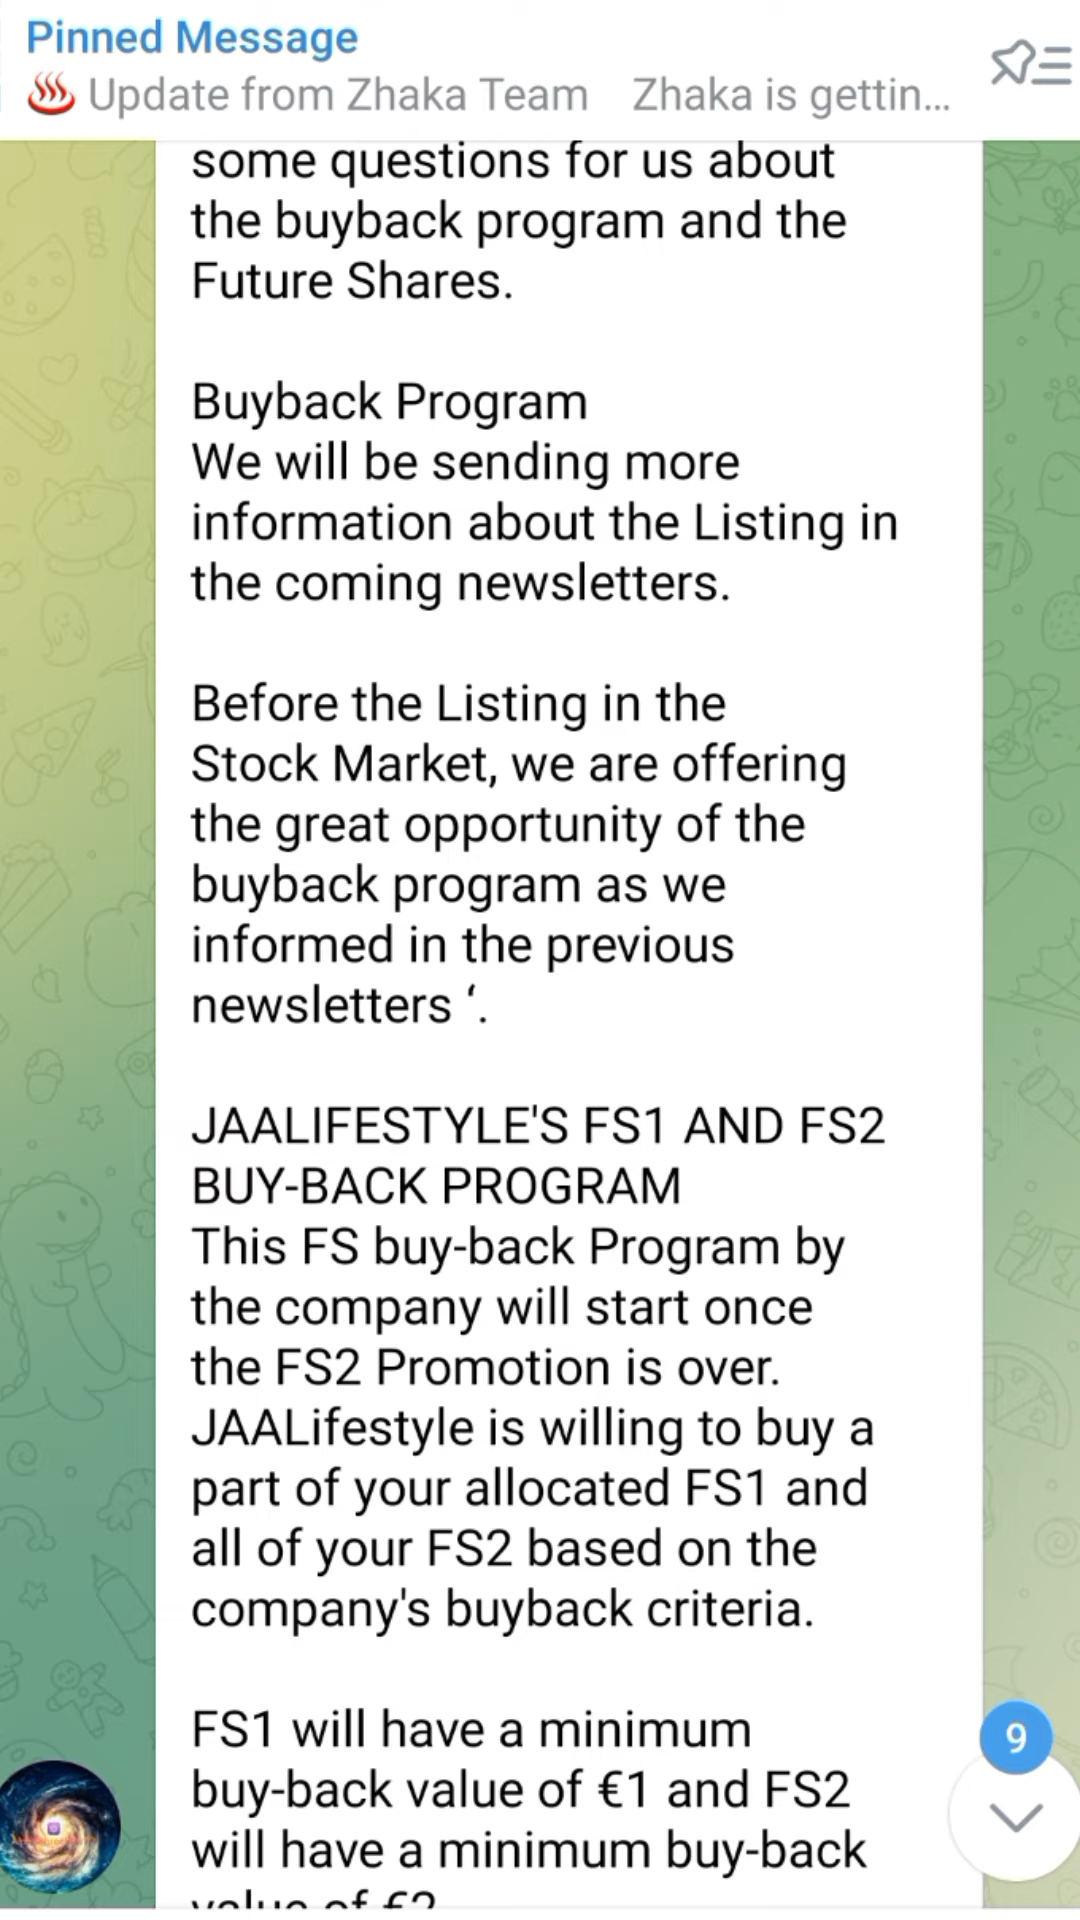 Pinned Message
Update from Zhaka Team Zhaka is gettin...
some questions for us about
the buyback program and the
Future Shares.
Buyback Program
We will be sending more
information about the Listing in
the coming newsletters.
Before the Listing in the
Stock Market, we are offering
the great opportunity of the
buyback program as we
informed in the previous
newsletters ‘.
JAALIFESTYLE'S FS1 AND FS2
BUY-BACK PROGRAM
This FS buy-back Program by
the company will start once
the FS2 Promotion is over.
JAALifestyle is willing to buy a
part of your allocated FS1 and
all of your FS2 based on the
company's buyback criteria.
FS1 will have a minimum
buy-back value of €1 and FS2
will have a minimum buy-back
value of €2
9